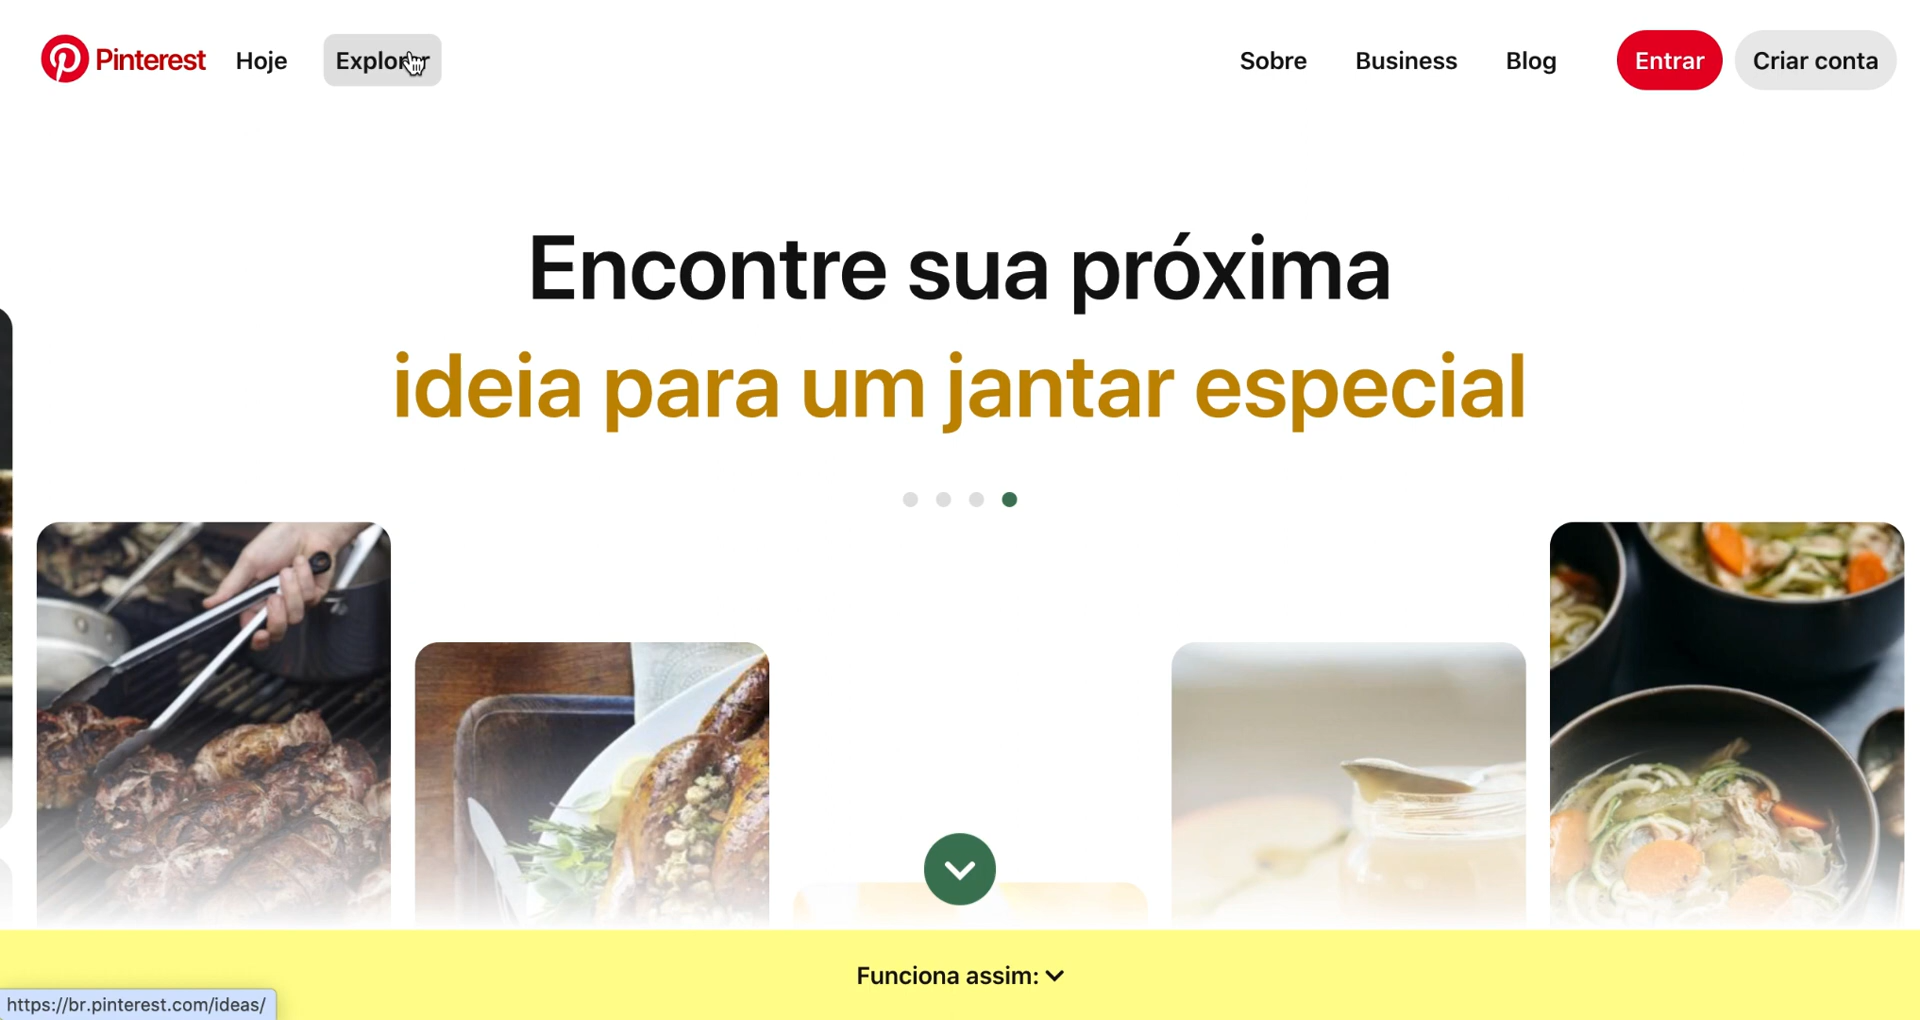 Pinterest
Hoje
Explorar
Sobre
Business
Blog
Entrar
Criar conta
Encontre sua próxima
ideia para um jantar especial
Funciona assim:
https://br.pinterest.com/ideas/